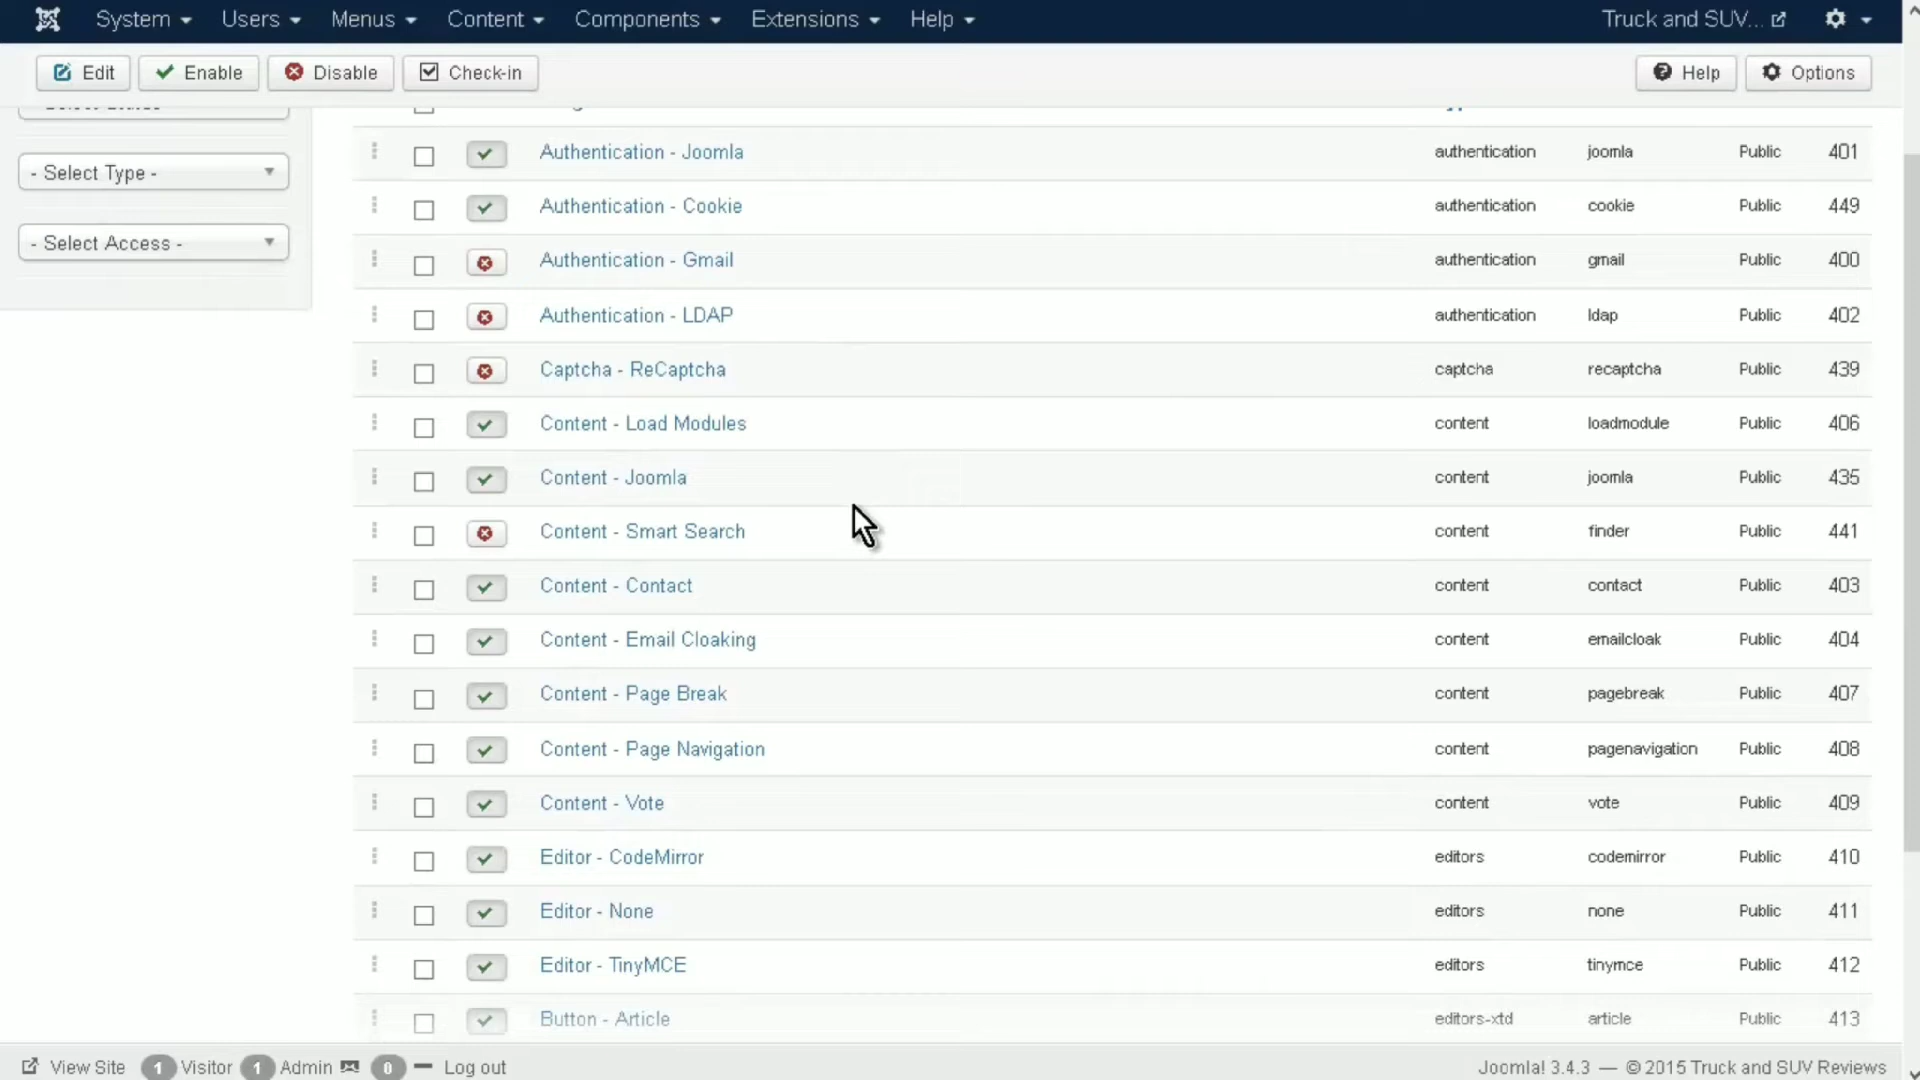 System Users Menus Content Components Extensions Help Truck and SUV...
Edit Enable Disable Check-in Help Options
- Select Type -
- Select Access -
Authentication - Joomla authentication joomla Public 401
Authentication - Cookie authentication cookie Public 449
Authentication - Gmail authentication gmail Public 400
Authentication - LDAP authentication ldap Public 402
Captcha - ReCaptcha captcha recaptcha Public 439
Content - Load Modules content loadmodule Public 406
Content - Joomla content joomla Public 435
Content - Smart Search content finder Public 441
Content - Contact content contact Public 403
Content - Email Cloaking content emailcloak Public 404
Content - Page Break content pagebreak Public 407
Content - Page Navigation content pagenavigation Public 408
Content - Vote content vote Public 409
Editor - CodeMirror editors codemirror Public 410
Editor - None editors none Public 411
Editor - TinyMCE editors tinymce Public 412
Button - Article editors-xtd article Public 413
View Site 1 Visitor 1 Admin 0 Log out Joomla! 3.4.3 — © 2015 Truck and SUV Reviews